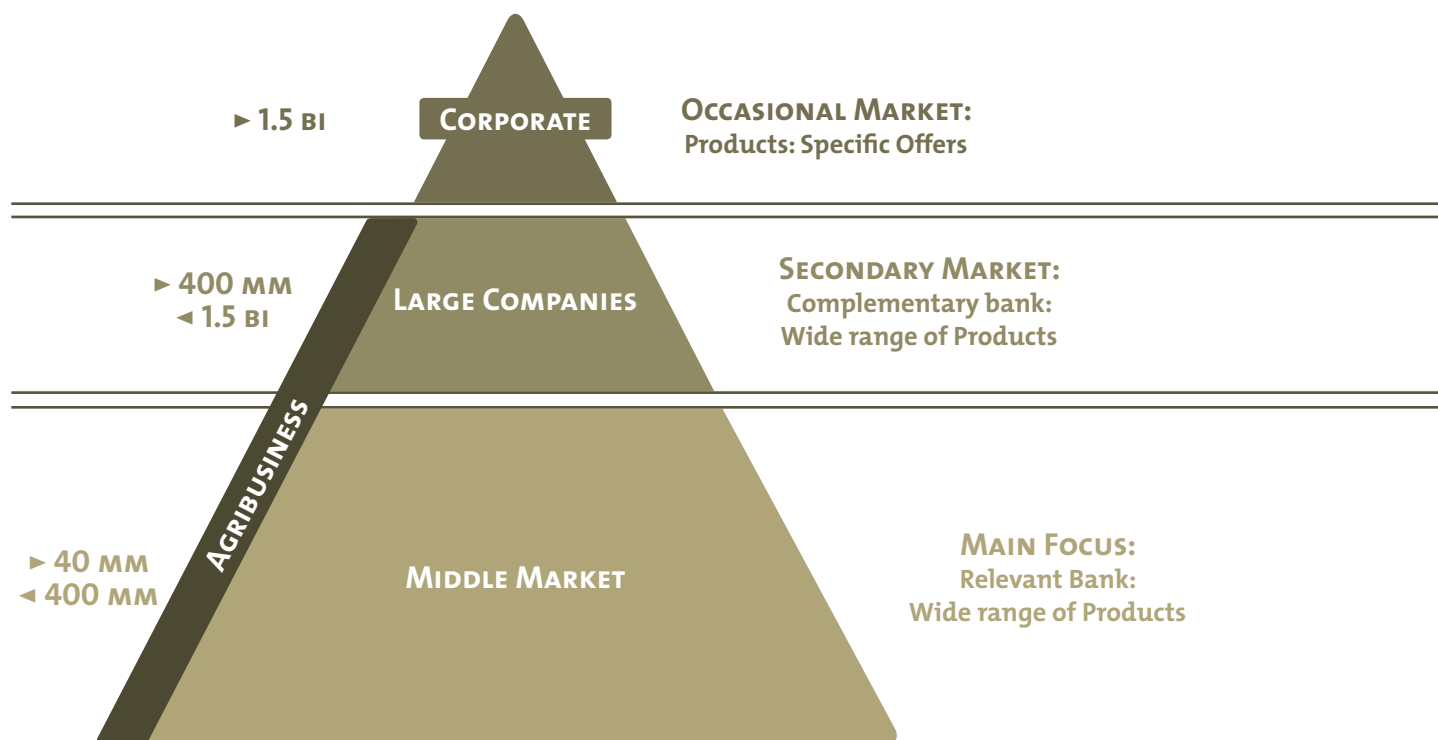 ► 1.5 BI
CORPORATE
OCCASIONAL MARKET:
Products: Specific Offers
► 400 MM
◄ 1.5 BI
LARGE COMPANIES
SECONDARY MARKET:
Complementary bank:
Wide range of Products
AGRIBUSINESS
► 40 MM
◄ 400 MM
MIDDLE MARKET
MAIN FOCUS:
Relevant Bank:
Wide range of Products